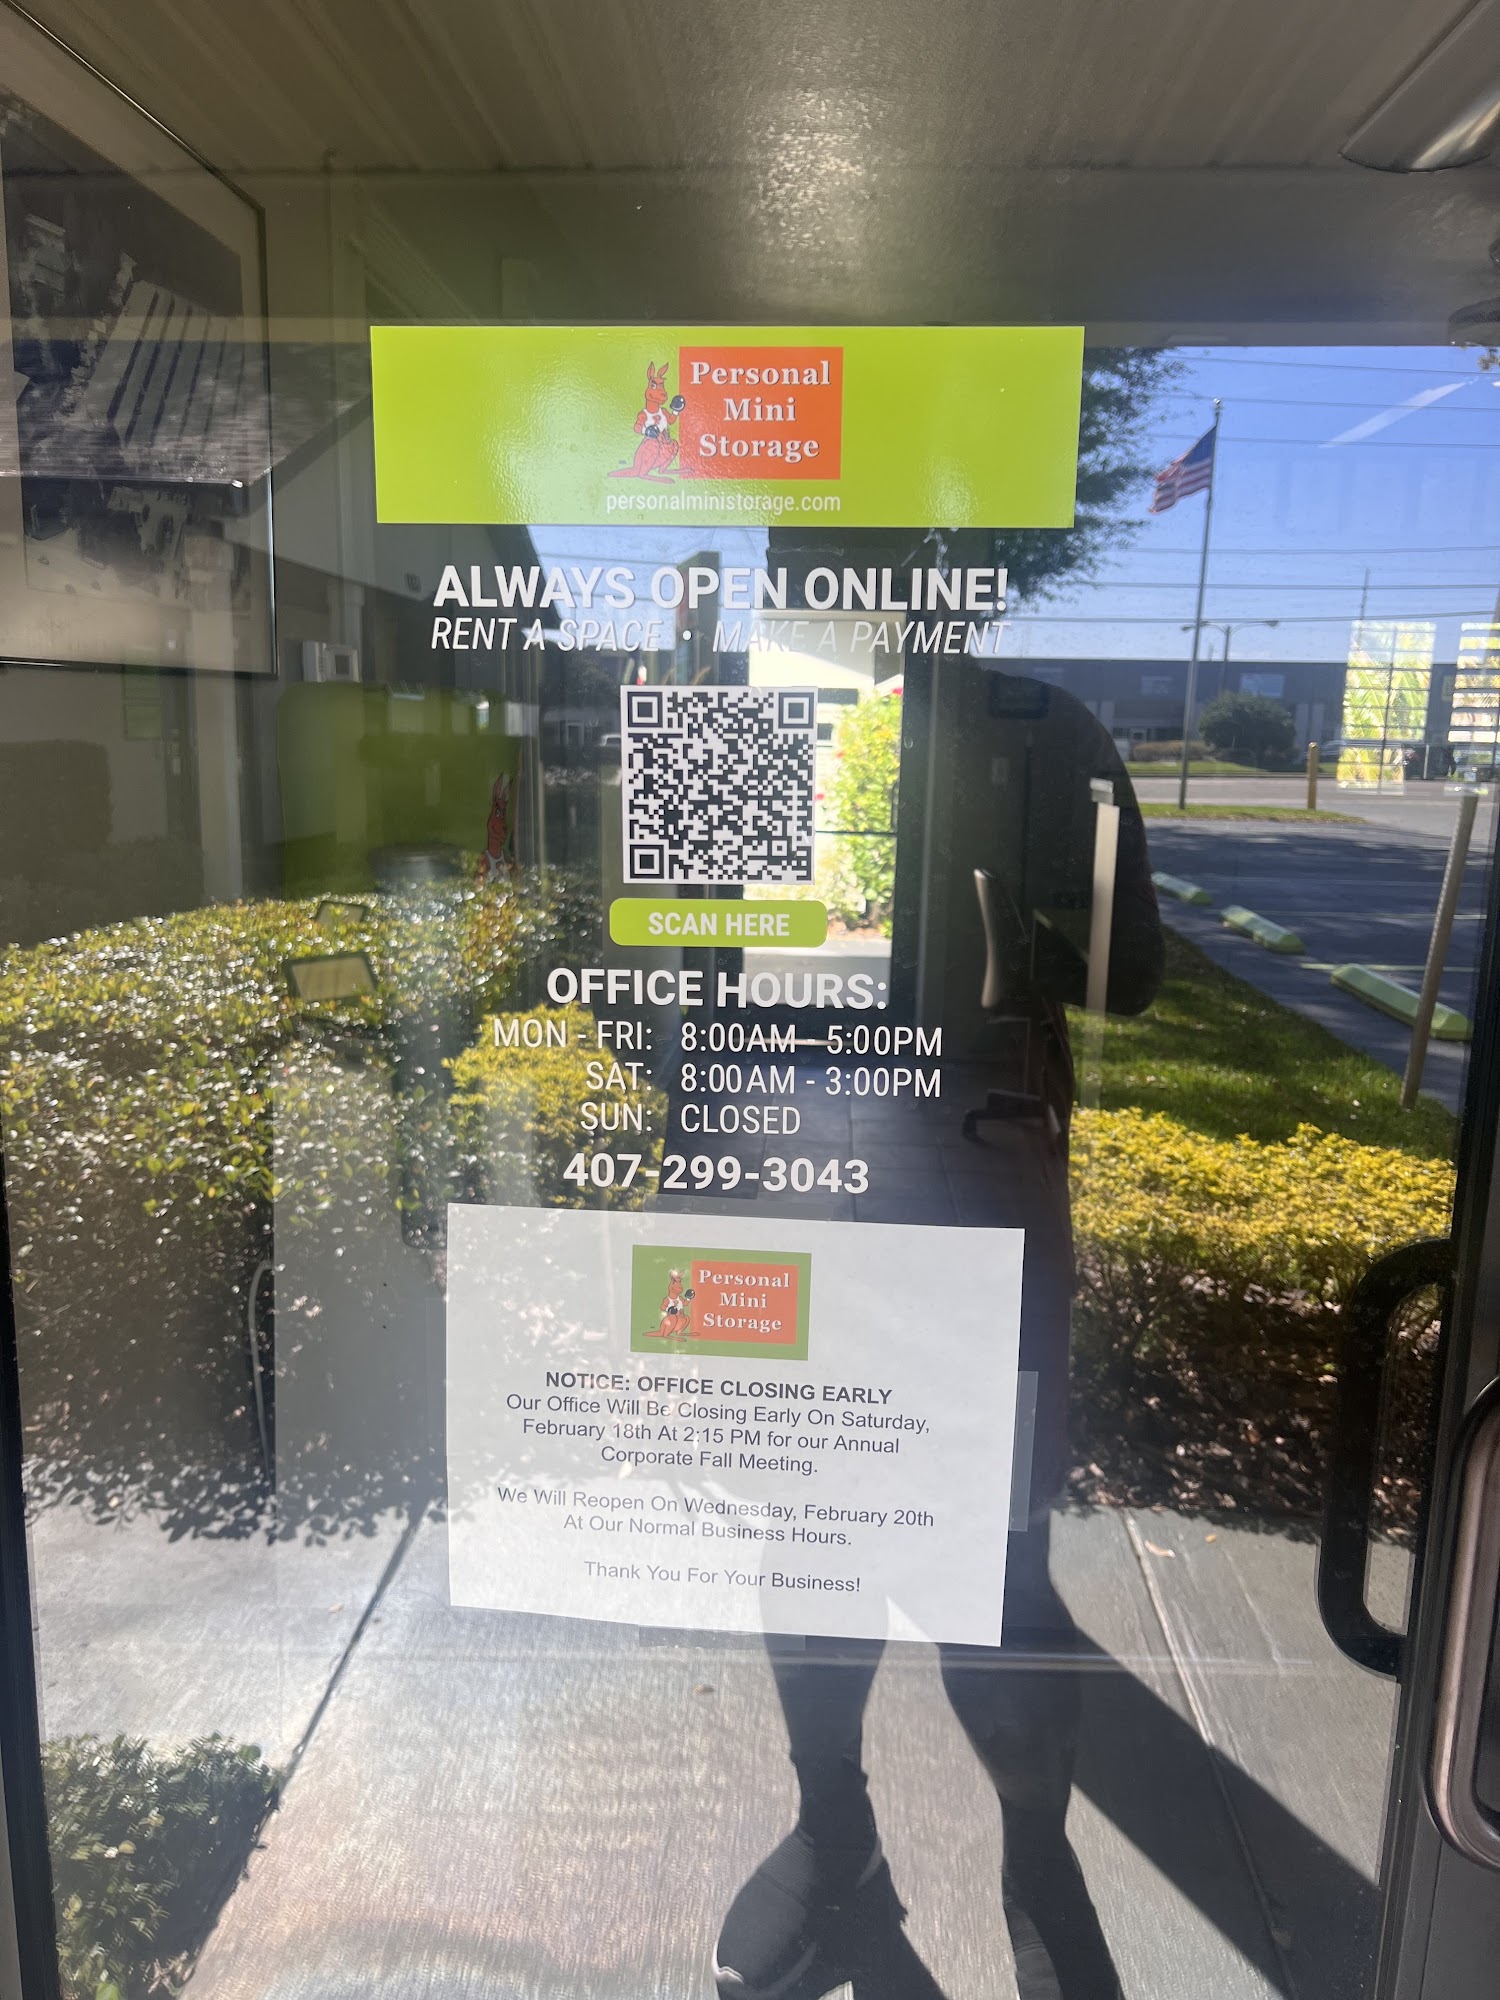 Personal
Mini
Storage
personalministorage.com
ALWAYS OPEN ONLINE!
RENT A SPACE • MAKE A PAYMENT
SCAN HERE
OFFICE HOURS:
MON - FRI: 8:00AM - 5:00PM
SAT: 8:00AM - 3:00PM
SUN: CLOSED
407-299-3043
Personal
Mini
Storage
NOTICE: OFFICE CLOSING EARLY
Our Office Will Be Closing Early On Saturday,
February 18th At 2:15 PM for our Annual
Corporate Fall Meeting.
We Will Reopen On Wednesday, February 20th
At Our Normal Business Hours.
Thank You For Your Business!